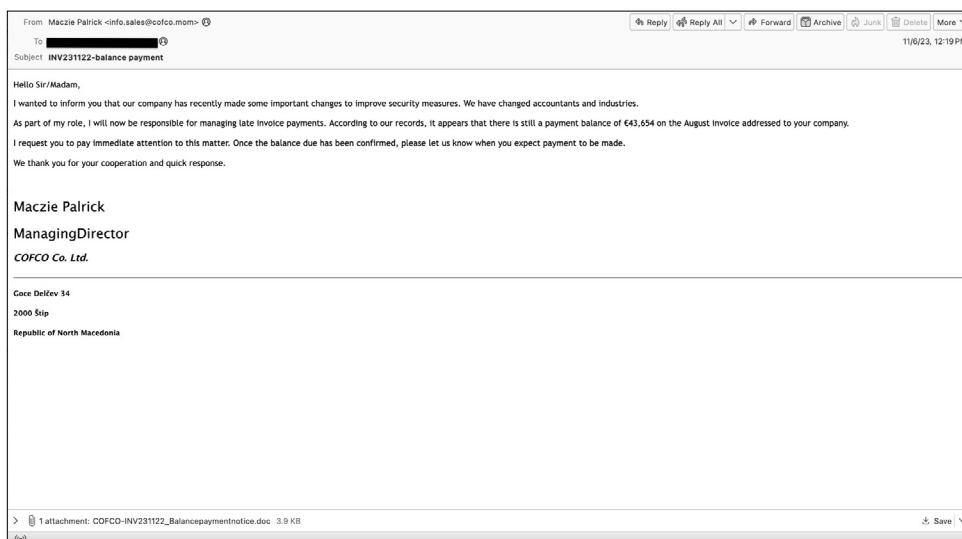 From Maczie Palrick <info.sales@cofco.mom>
Reply Reply All Forward Archive Junk Delete More
To
11/6/23, 12:19 PM
Subject INV231122-balance payment
Hello Sir/Madam,
I wanted to inform you that our company has recently made some important changes to improve security measures. We have changed accountants and industries.
As part of my role, I will now be responsible for managing late invoice payments. According to our records, it appears that there is still a payment balance of €43,654 on the August invoice addressed to your company.
I request you to pay immediate attention to this matter. Once the balance due has been confirmed, please let us know when you expect payment to be made.
We thank you for your cooperation and quick response.
Maczie Palrick
ManagingDirector
COFCO Co. Ltd.
Goce Delčev 34
2000 Štip
Republic of North Macedonia
1 attachment: COFCO-INV231122_Balancepaymentnotice.doc 3.9 KB
Save